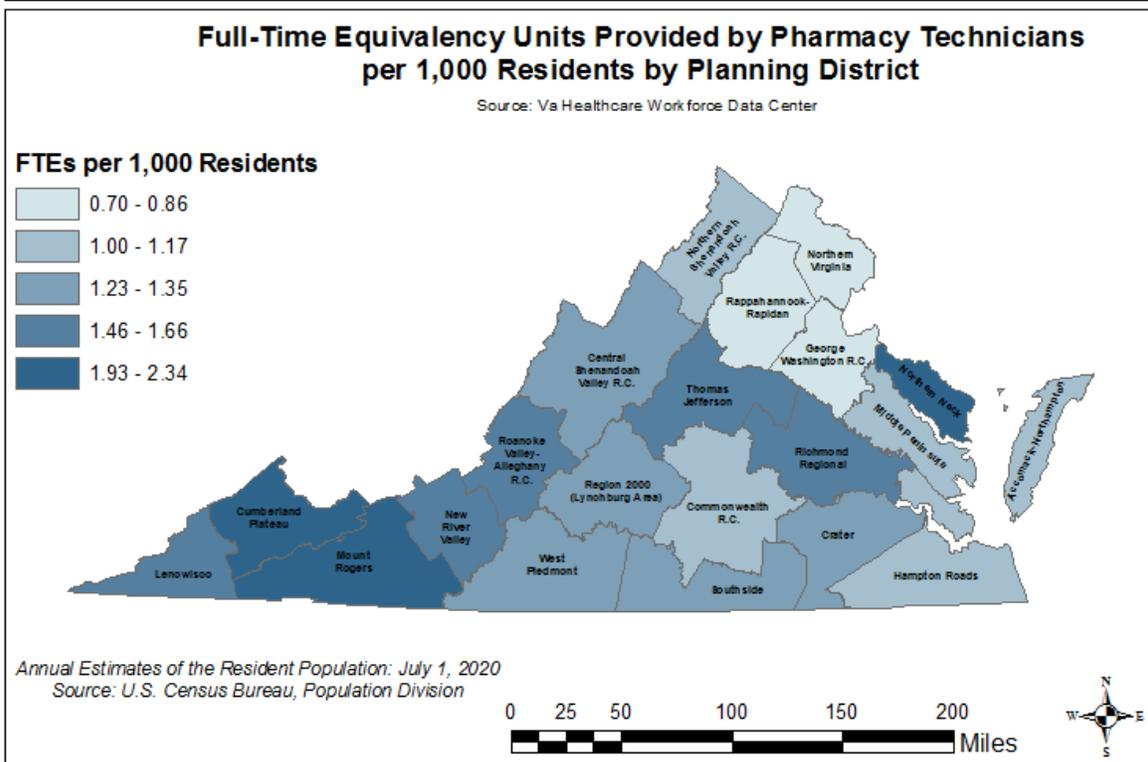 Full-Time Equivalency Units Provided by Pharmacy Technicians
per 1,000 Residents by Planning District
Source: Va Healthcare Workforce Data Center
FTEs per 1,000 Residents
0.70 - 0.86
1.00 - 1.17
1.23 - 1.35
1.46 - 1.66
1.93 - 2.34
Northern
Shenandoah
Valley R.C.
Northern
Virginia
Rappahannock-
Rapidan
George
Washington R.C.
Northern Neck
Central
Shenandoah
Valley R.C.
Thomas
Jefferson
Middle Peninsula
Accomack-Northampton
Roanoke
Valley-
Alleghany
R.C.
Richmond
Regional
Region 2000
(Lynchburg Area)
Commonwealth
R.C.
Cumberland
Plateau
New
River
Valley
Crater
Mount
Rogers
West
Piedmont
Lenowisco
Southside
Hampton Roads
Annual Estimates of the Resident Population: July 1, 2020
Source: U.S. Census Bureau, Population Division
0 25 50 100 150 200
Miles
N
W E
S